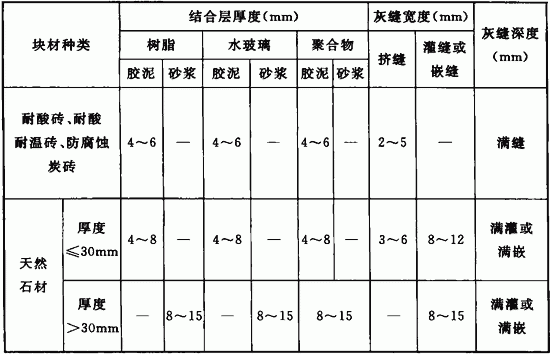 块材种类
结合层厚度(mm)
灰缝宽度(mm)
灰缝深度
(mm)
树脂
水玻璃
聚合物
挤缝
灌缝或
嵌缝
胶泥
砂浆
胶泥
砂浆
胶泥
砂浆
耐酸砖、耐酸
耐温砖、防腐蚀
炭砖
4～6
—
4～6
—
4～6
—
2～5
—
满缝
天然
石材
厚度
≤30mm
4～8
—
4～8
—
4～8
—
3～6
8～12
满灌或
满嵌
厚度
>30mm
—
8～15
—
8～15
8～15
—
8～15
满灌或
满嵌